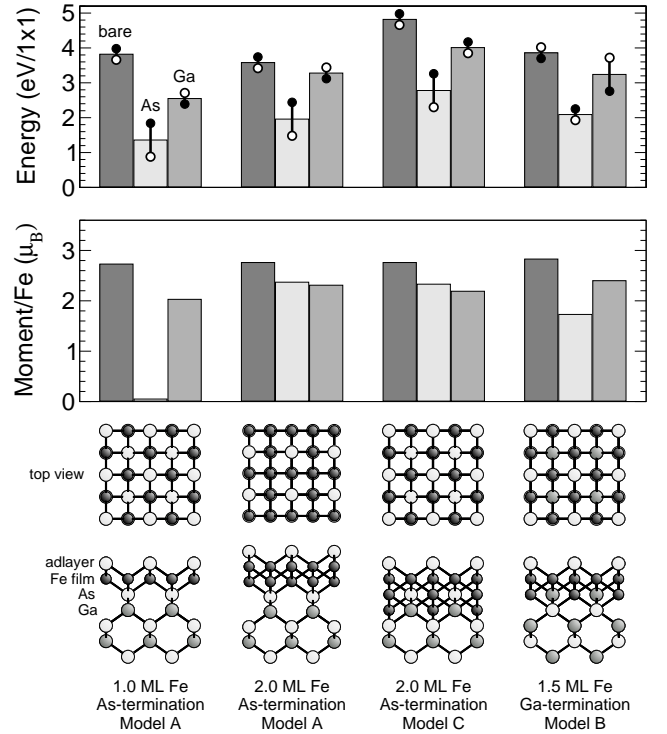 Energy (eV/1x1)
5
4
3
2
1
0
bare
As
Ga
Moment/Fe (μB)
3
2
1
0
top view
adlayer
Fe film
As
Ga
1.0 ML Fe
As-termination
Model A
2.0 ML Fe
As-termination
Model A
2.0 ML Fe
As-termination
Model C
1.5 ML Fe
Ga-termination
Model B